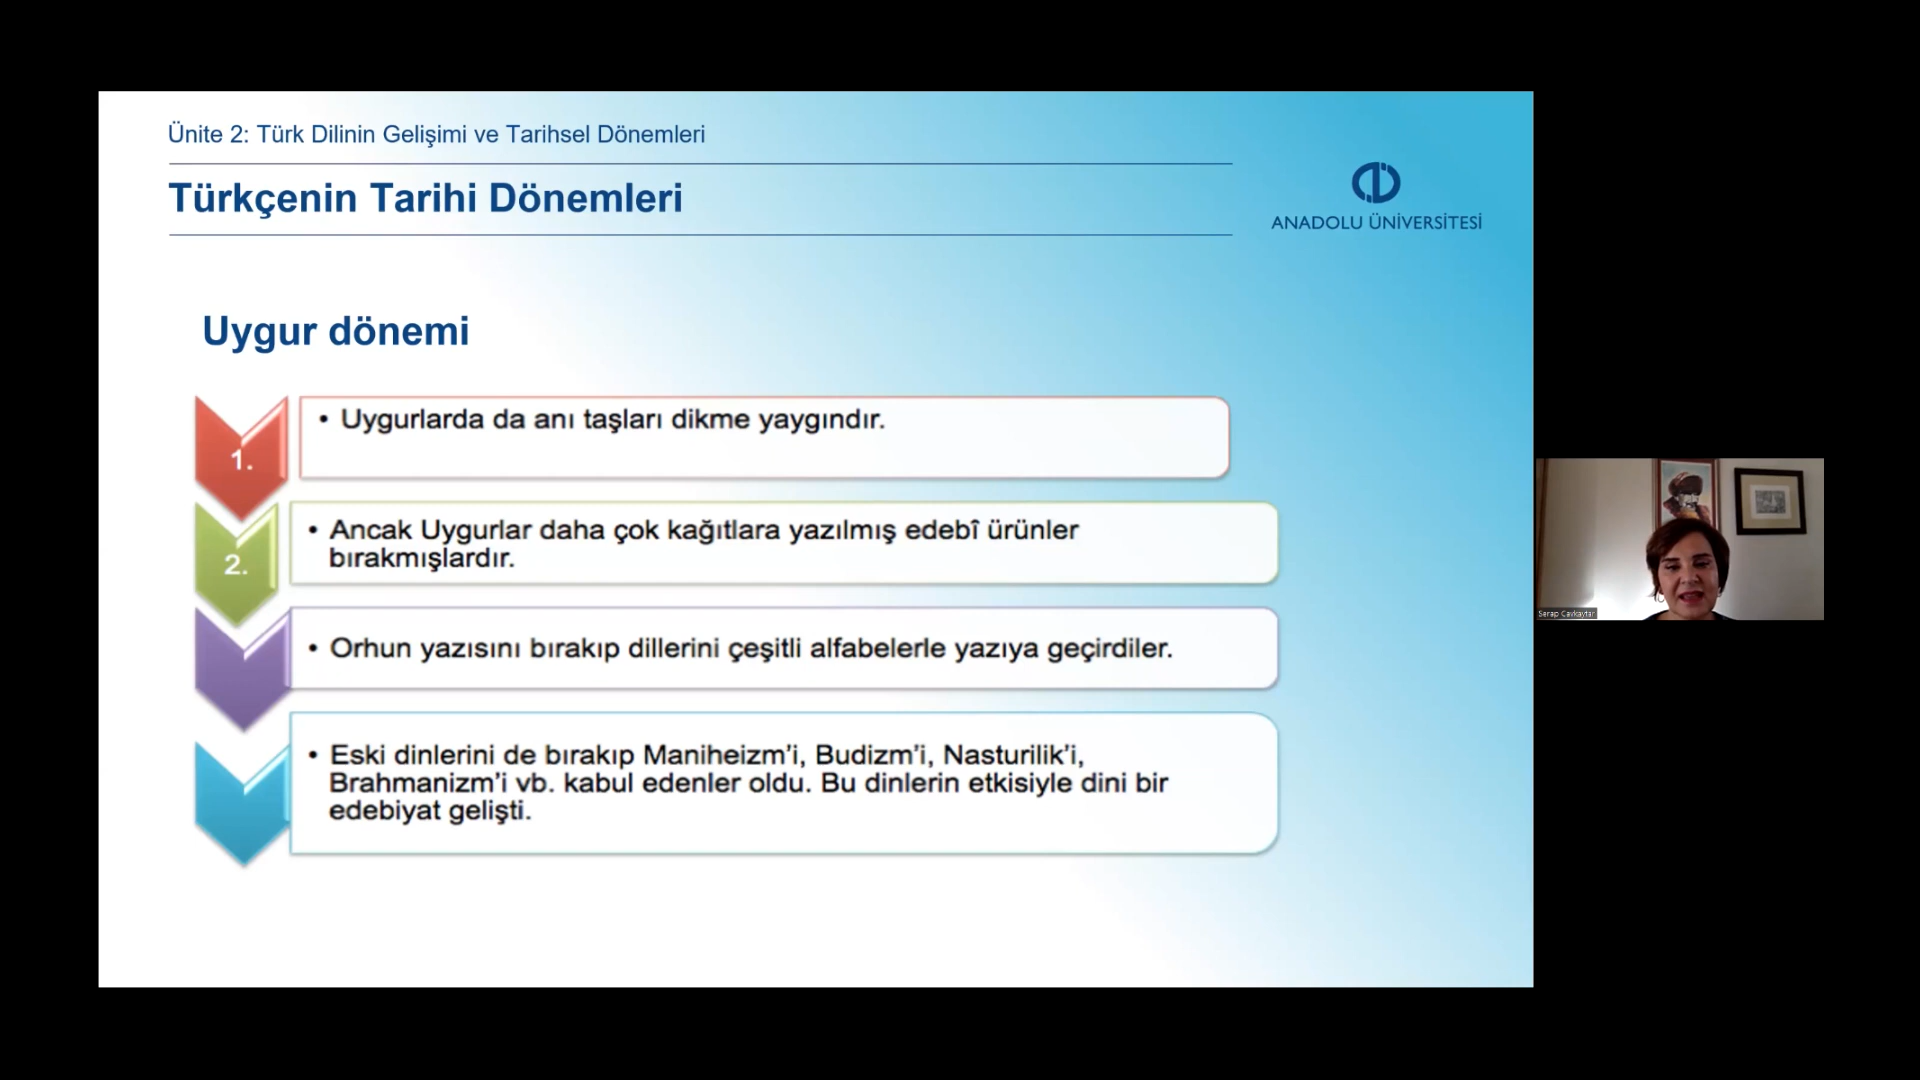 Ünite 2: Türk Dilinin Gelişimi ve Tarihsel Dönemleri
Türkçenin Tarihi Dönemleri
ANADOLU ÜNİVERSİTESİ
Uygur dönemi
1.
• Uygurlarda da anı taşları dikme yaygındır.
2.
• Ancak Uygurlar daha çok kağıtlara yazılmış edebî ürünler
bırakmışlardır.
• Orhun yazısını bırakıp dillerini çeşitli alfabelerle yazıya geçirdiler.
• Eski dinlerini de bırakıp Maniheizm’i, Budizm’i, Nasturilik’i,
Brahmanizm’i vb. kabul edenler oldu. Bu dinlerin etkisiyle dini bir
edebiyat gelişti.
Serap Cavkaytar